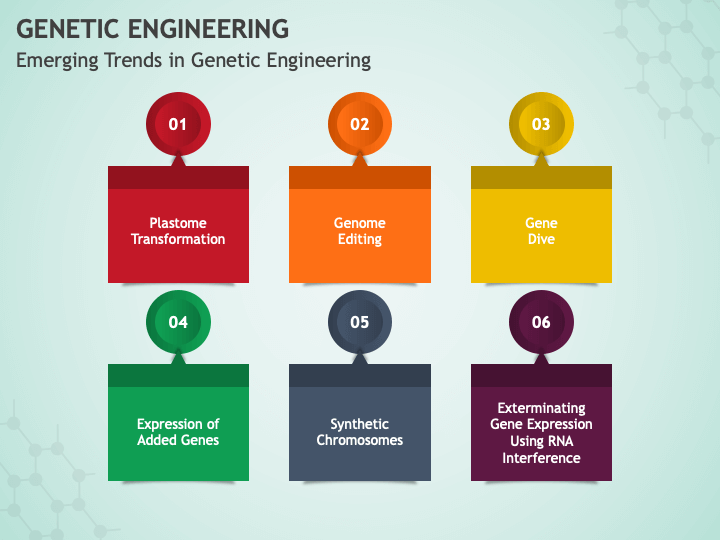 GENETIC ENGINEERING
Emerging Trends in Genetic Engineering
01
02
03
Plastome
Transformation
Genome
Editing
Gene
Dive
04
05
06
Expression of
Added Genes
Synthetic
Chromosomes
Exterminating
Gene Expression
Using RNA
Interference